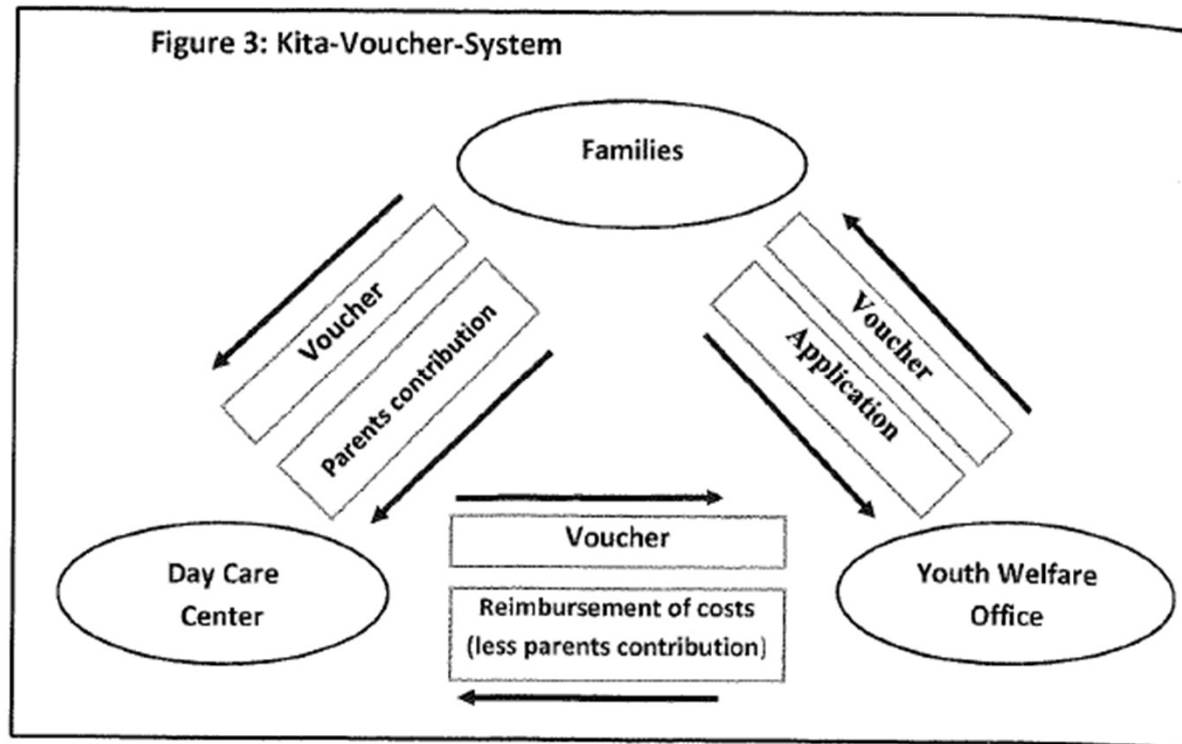 Figure 3: Kita-Voucher-System
Families
Voucher
Parents contribution
Voucher
Application
Voucher
Reimbursement of costs
(less parents contribution)
Day Care
Center
Youth Welfare
Office